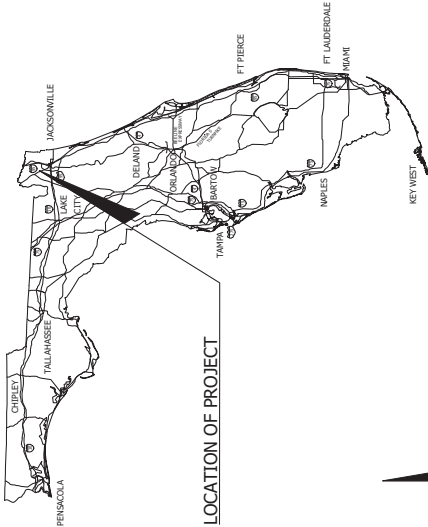 PENSACOLA
CHIPLEY
TALLAHASSEE
LAKE
CITY
JACKSONVILLE
DELAND
ORLANDO
TAMPA
BARTOW
FT PIERCE
NAPLES
FT LAUDERDALE
MIAMI
KEY WEST
LOCATION OF PROJECT